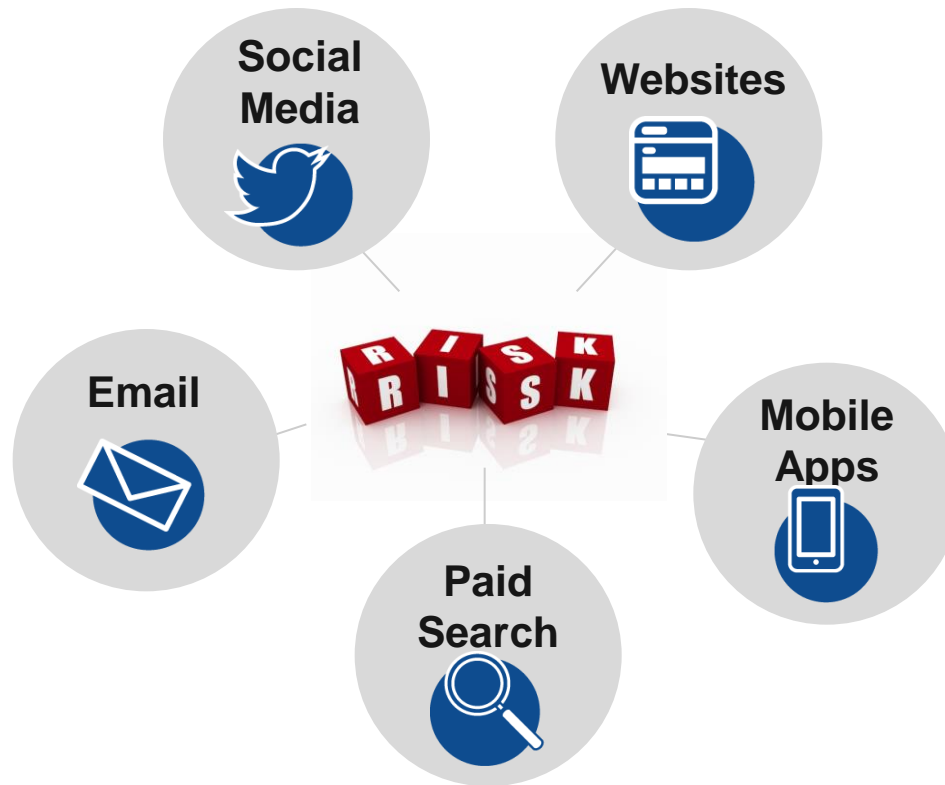 Social
Media
Websites
R I S K
R R I S S K
Email
Mobile
Apps
Paid
Search